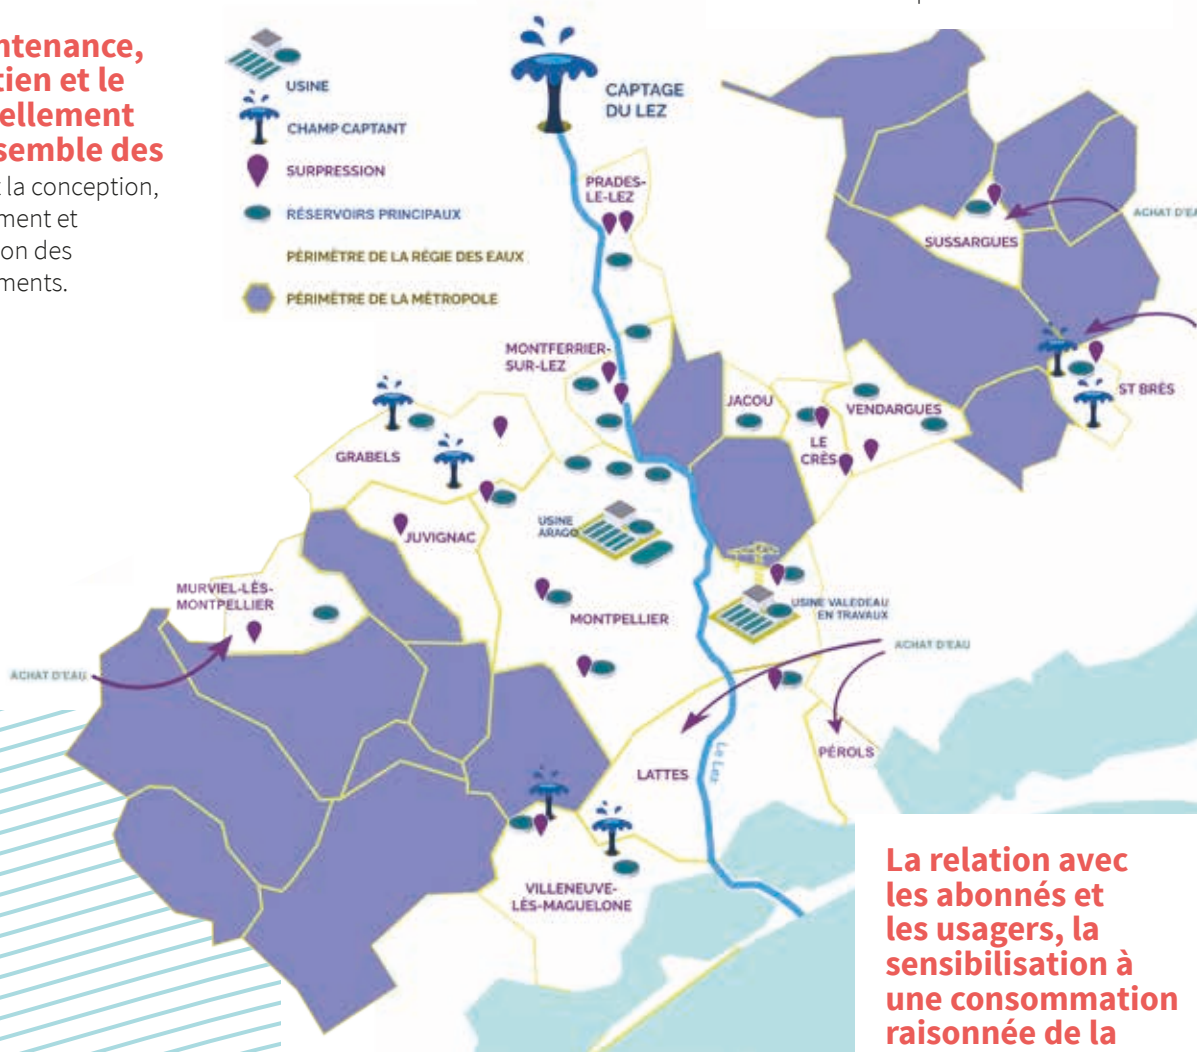 ntenance,
tien et le
ellement
semble des
la conception,
ment et
on des
ments.
USINE
CHAMP CAPTANT
SURPRESSION
RÉSERVOIRS PRINCIPAUX
PÉRIMÈTRE DE LA RÉGIE DES EAUX
PÉRIMÈTRE DE LA MÉTROPOLE
CAPTAGE
DU LEZ
PRADES-
LE-LEZ
SUSSARGUES
ACHAT D'EA
MONTFERRIER-
SUR-LEZ
JACOU
VENDARGUES
ST BRÈS
LE
CRÈS
GRABELS
USINE
ARAGO
JUVIGNAC
MURVIEL-LÈS-
MONTPELLIER
MONTPELLIER
USINE VALEDEAU
EN TRAVAUX
ACHAT D'EAU
ACHAT D'EAU
Le Lez
LATTES
PÉROLS
VILLENEUVE-
LÈS-MAGUELONE
La relation avec
les abonnés et
les usagers, la
sensibilisation à
une consommation
raisonnée de la